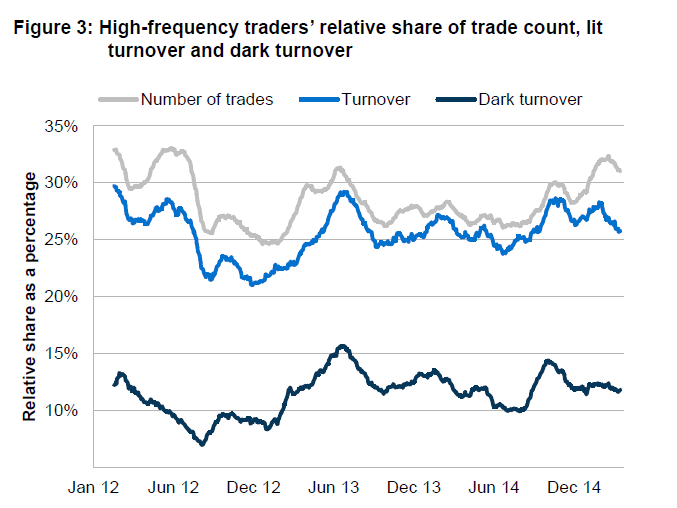 Figure 3: High-frequency traders' relative share of trade count, lit
turnover and dark turnover
Number of trades Turnover Dark turnover
35%
30%
25%
20%
15%
10%
Relative share as a percentage
Jan 12 Jun 12 Dec 12 Jun 13 Dec 13 Jun 14 Dec 14